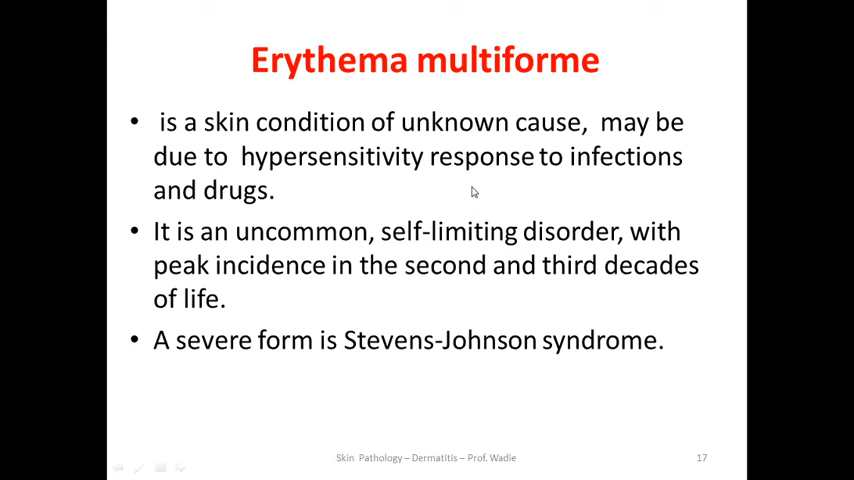 Erythema multiforme
• is a skin condition of unknown cause, may be
due to hypersensitivity response to infections
and drugs.
• It is an uncommon, self-limiting disorder, with
peak incidence in the second and third decades
of life.
• A severe form is Stevens-Johnson syndrome.
Skin Pathology – Dermatitis – Prof. Wadie
17